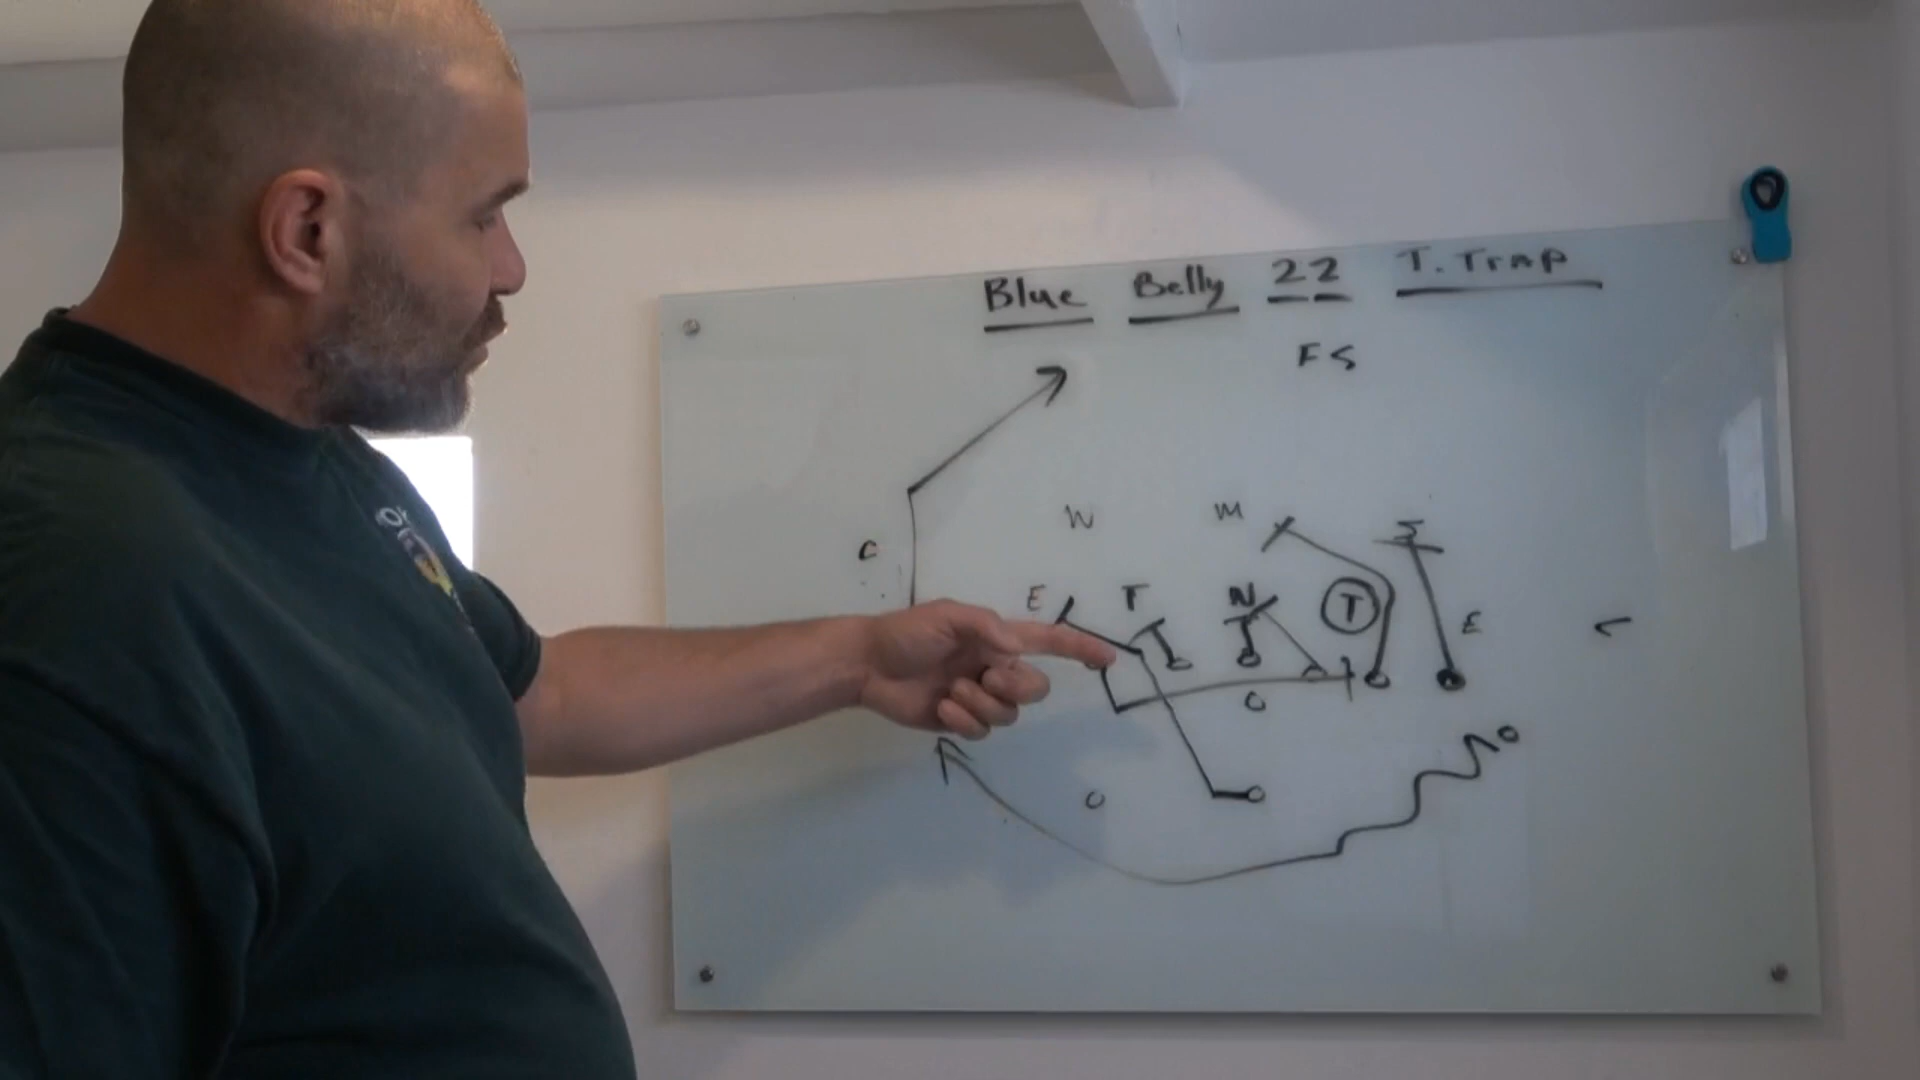 Blue Belly 22 T. Trap
FS
W M S
C
E T N T E C